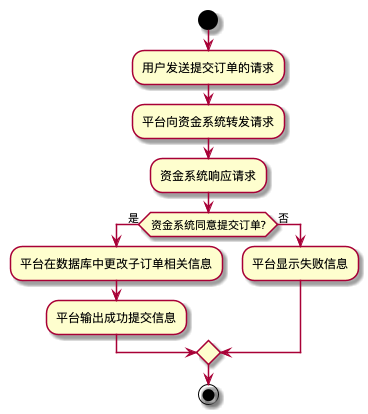 用户发送提交订单的请求
平台向资金系统转发请求
资金系统响应请求
是
资金系统同意提交订单?
否
平台在数据库中更改子订单相关信息
平台显示失败信息
平台输出成功提交信息